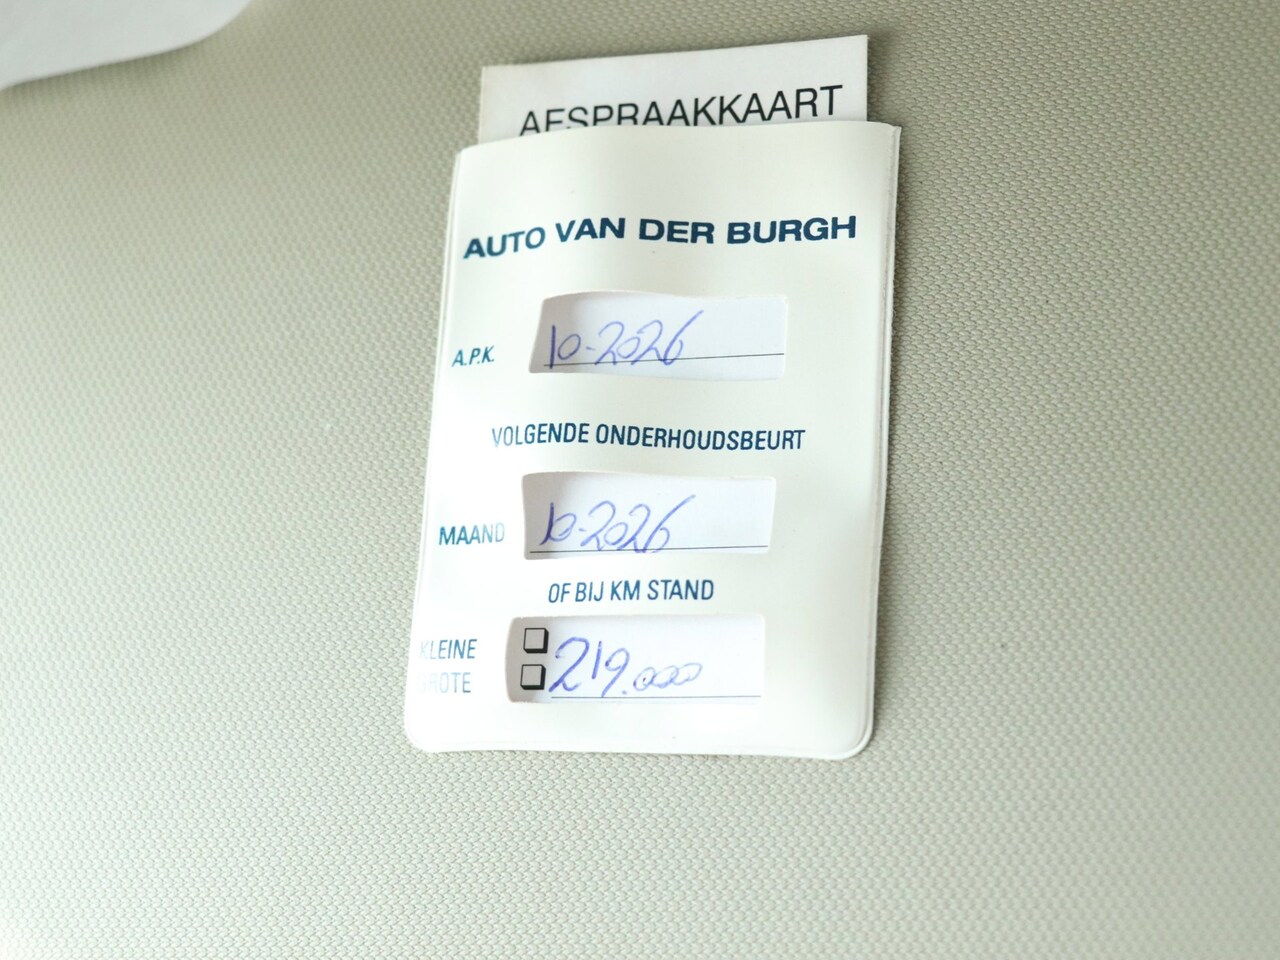 AFSPRAAKKAART
AUTO VAN DER BURGH
A.P.K. 10-2026
VOLGENDE ONDERHOUDSBEURT
MAAND 10-2026
OF BIJ KM STAND
KLEINE
GROTE 219.000